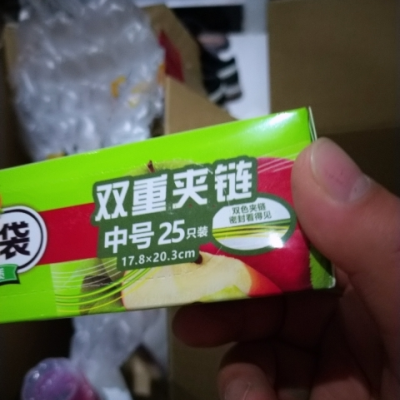 双重夹链
袋
中号25只装
17.8×20.3cm
双色夹链
密封看得见